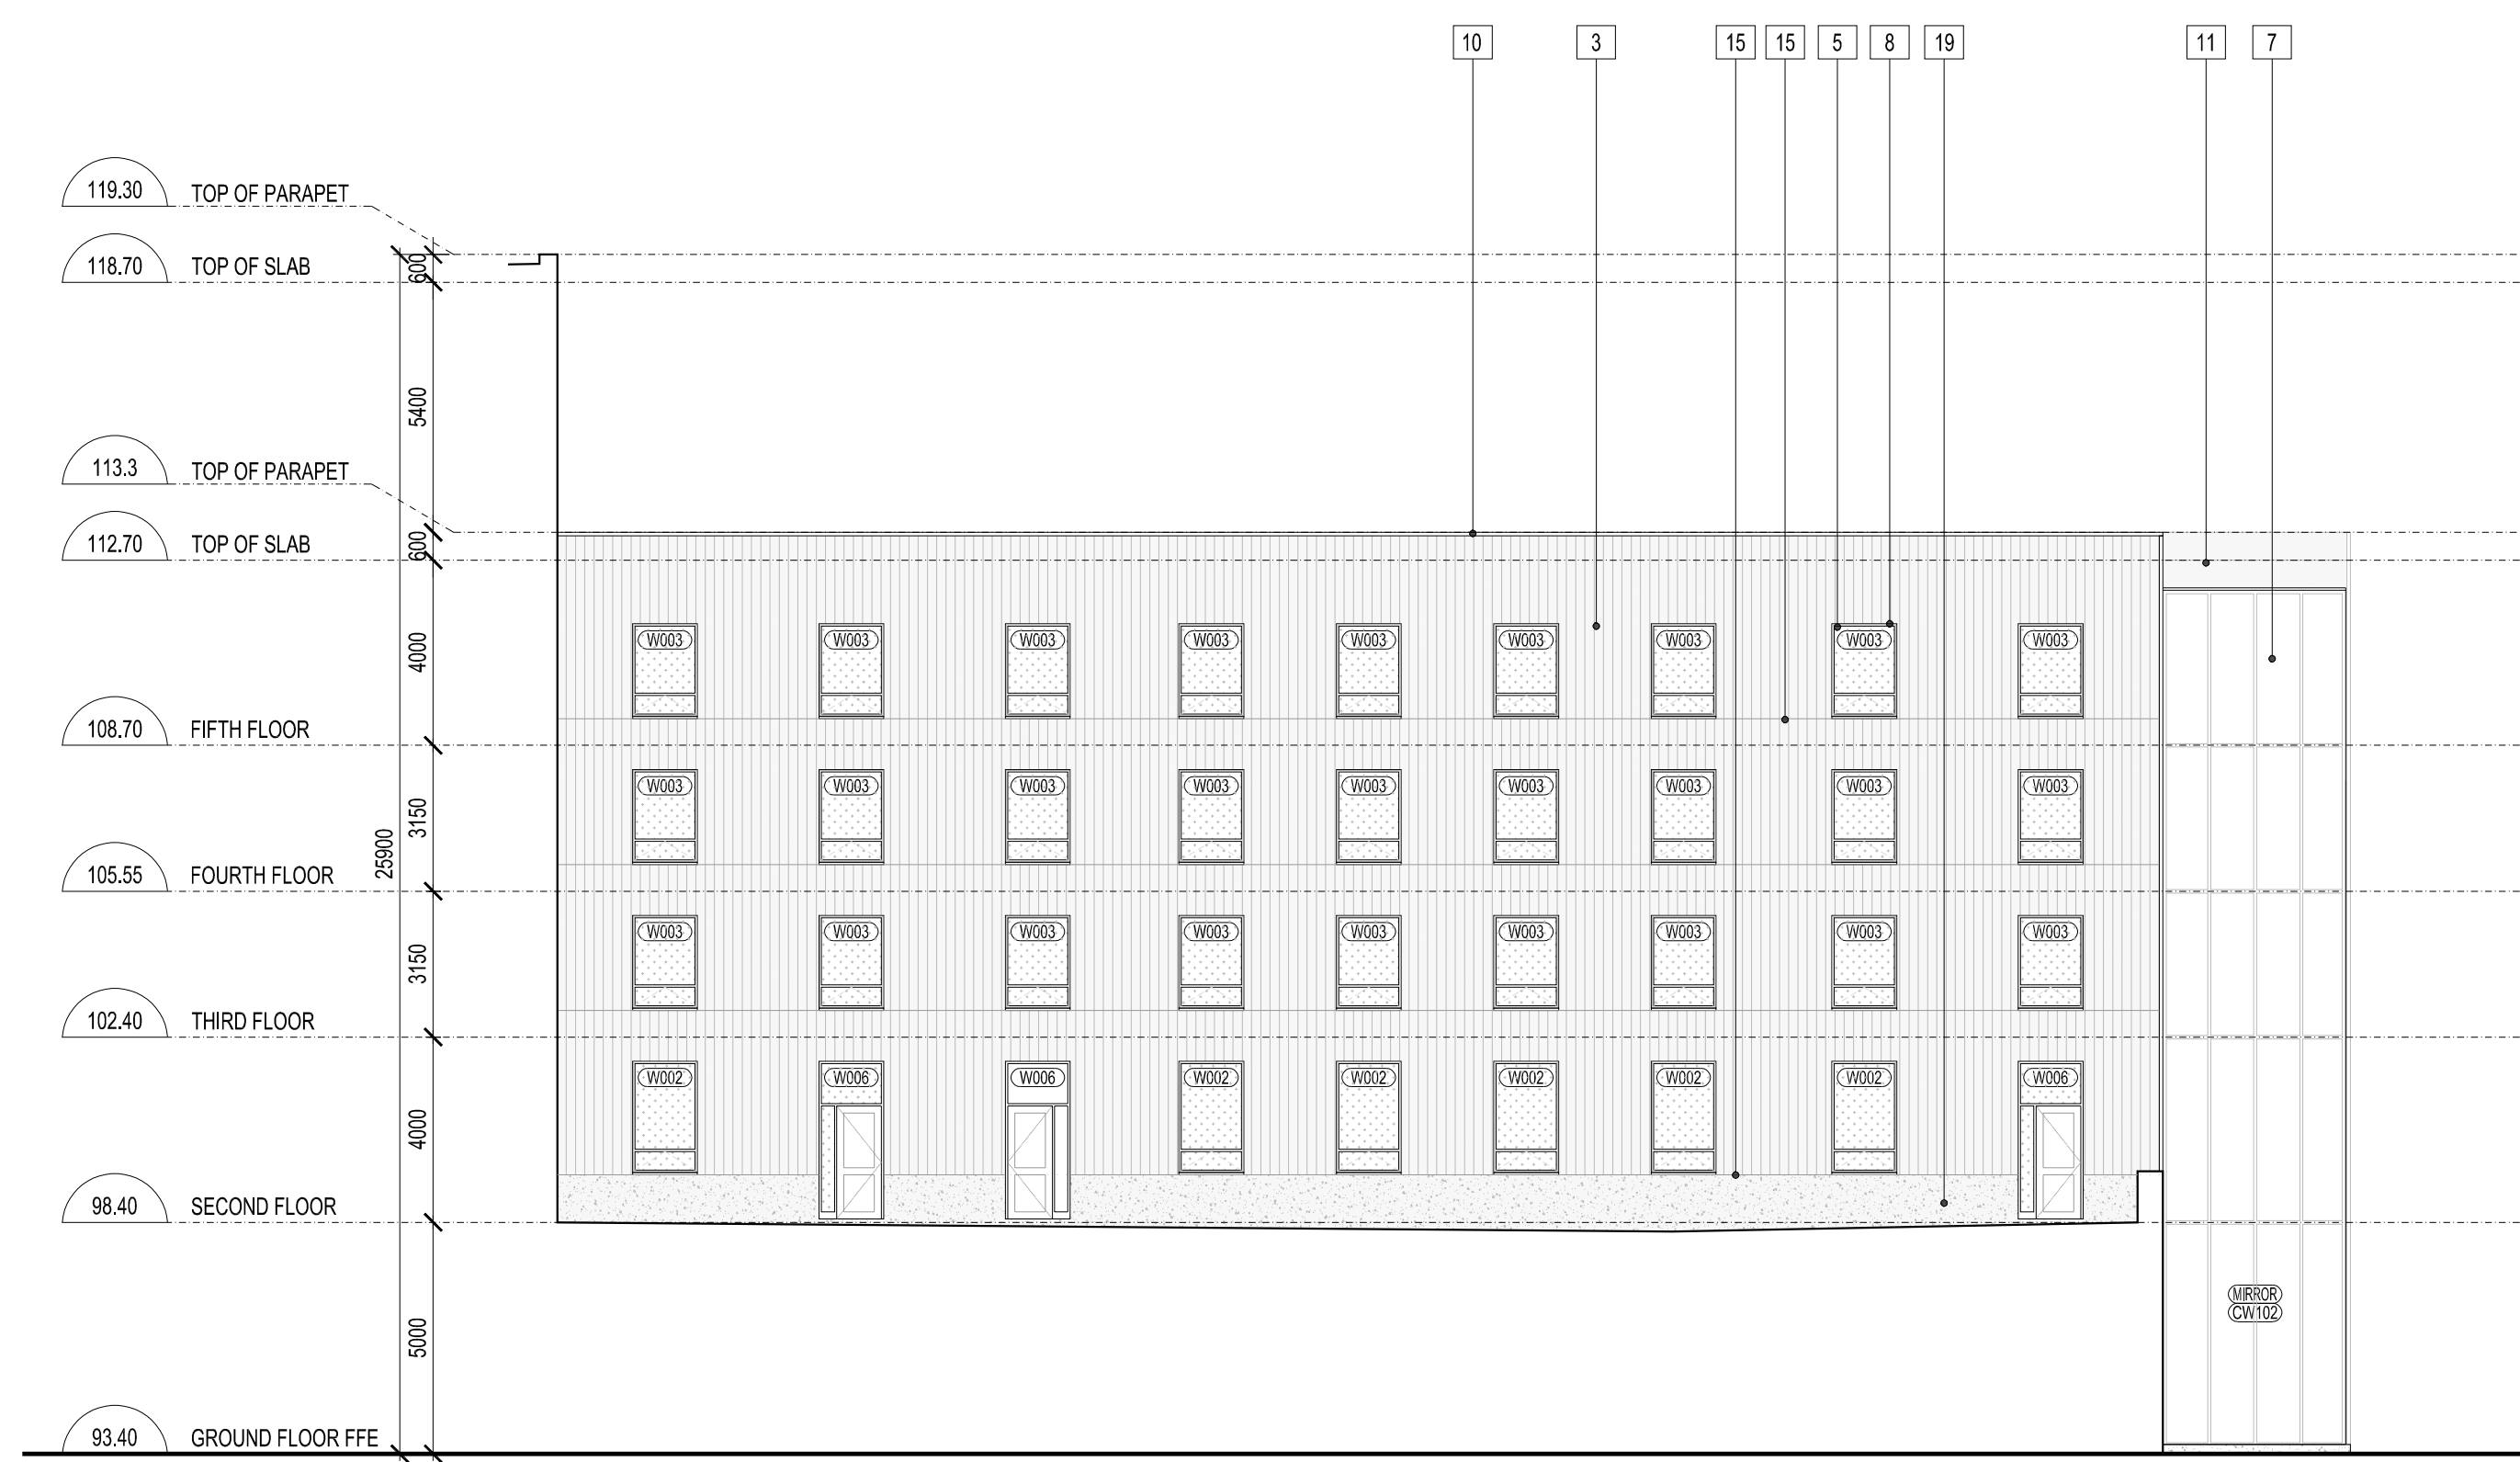 10 3 15 15 5 8 19 11 7
119.30 TOP OF PARAPET
118.70 TOP OF SLAB
600
5400
113.3 TOP OF PARAPET
112.70 TOP OF SLAB
600
W003 W003 W003 W003 W003 W003 W003 W003 W003
4000
108.70 FIFTH FLOOR
W003 W003 W003 W003 W003 W003 W003 W003 W003
3150
25900
105.55 FOURTH FLOOR
W003 W003 W003 W003 W003 W003 W003 W003 W003
3150
102.40 THIRD FLOOR
W002 W006 W006 W002 W002 W002 W002 W002 W006
4000
98.40 SECOND FLOOR
MIRROR
CW102
5000
93.40 GROUND FLOOR FFE